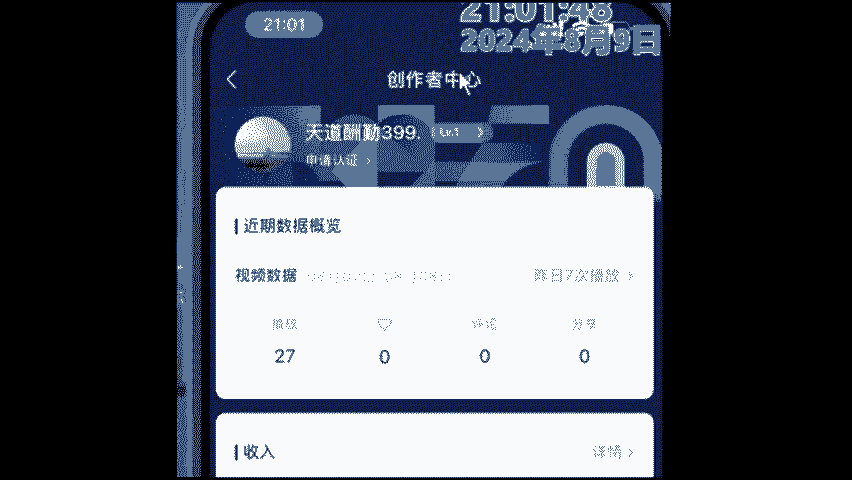 21:01:48
21:01
2024年8月9日
创作者中心
天道酬勤399. Lv.1
申请认证
近期数据概览
视频数据
昨日7次播放
播放
评论
分享
27 0 0 0
收入
详情